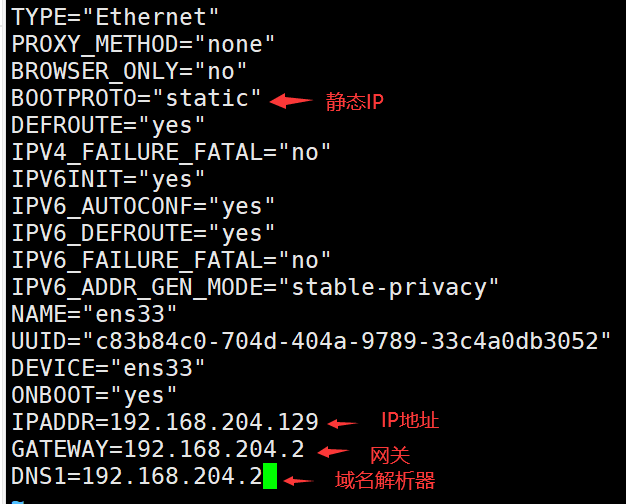 TYPE="Ethernet"
PROXY_METHOD="none"
BROWSER_ONLY="no"
BOOTPROTO="static" 静态IP
DEFROUTE="yes"
IPV4_FAILURE_FATAL="no"
IPV6INIT="yes"
IPV6_AUTOCONF="yes"
IPV6_DEFROUTE="yes"
IPV6_FAILURE_FATAL="no"
IPV6_ADDR_GEN_MODE="stable-privacy"
NAME="ens33"
UUID="c83b84c0-704d-404a-9789-33c4a0db3052"
DEVICE="ens33"
ONBOOT="yes"
IPADDR=192.168.204.129 IP地址
GATEWAY=192.168.204.2 网关
DNS1=192.168.204.2 域名解析器
~